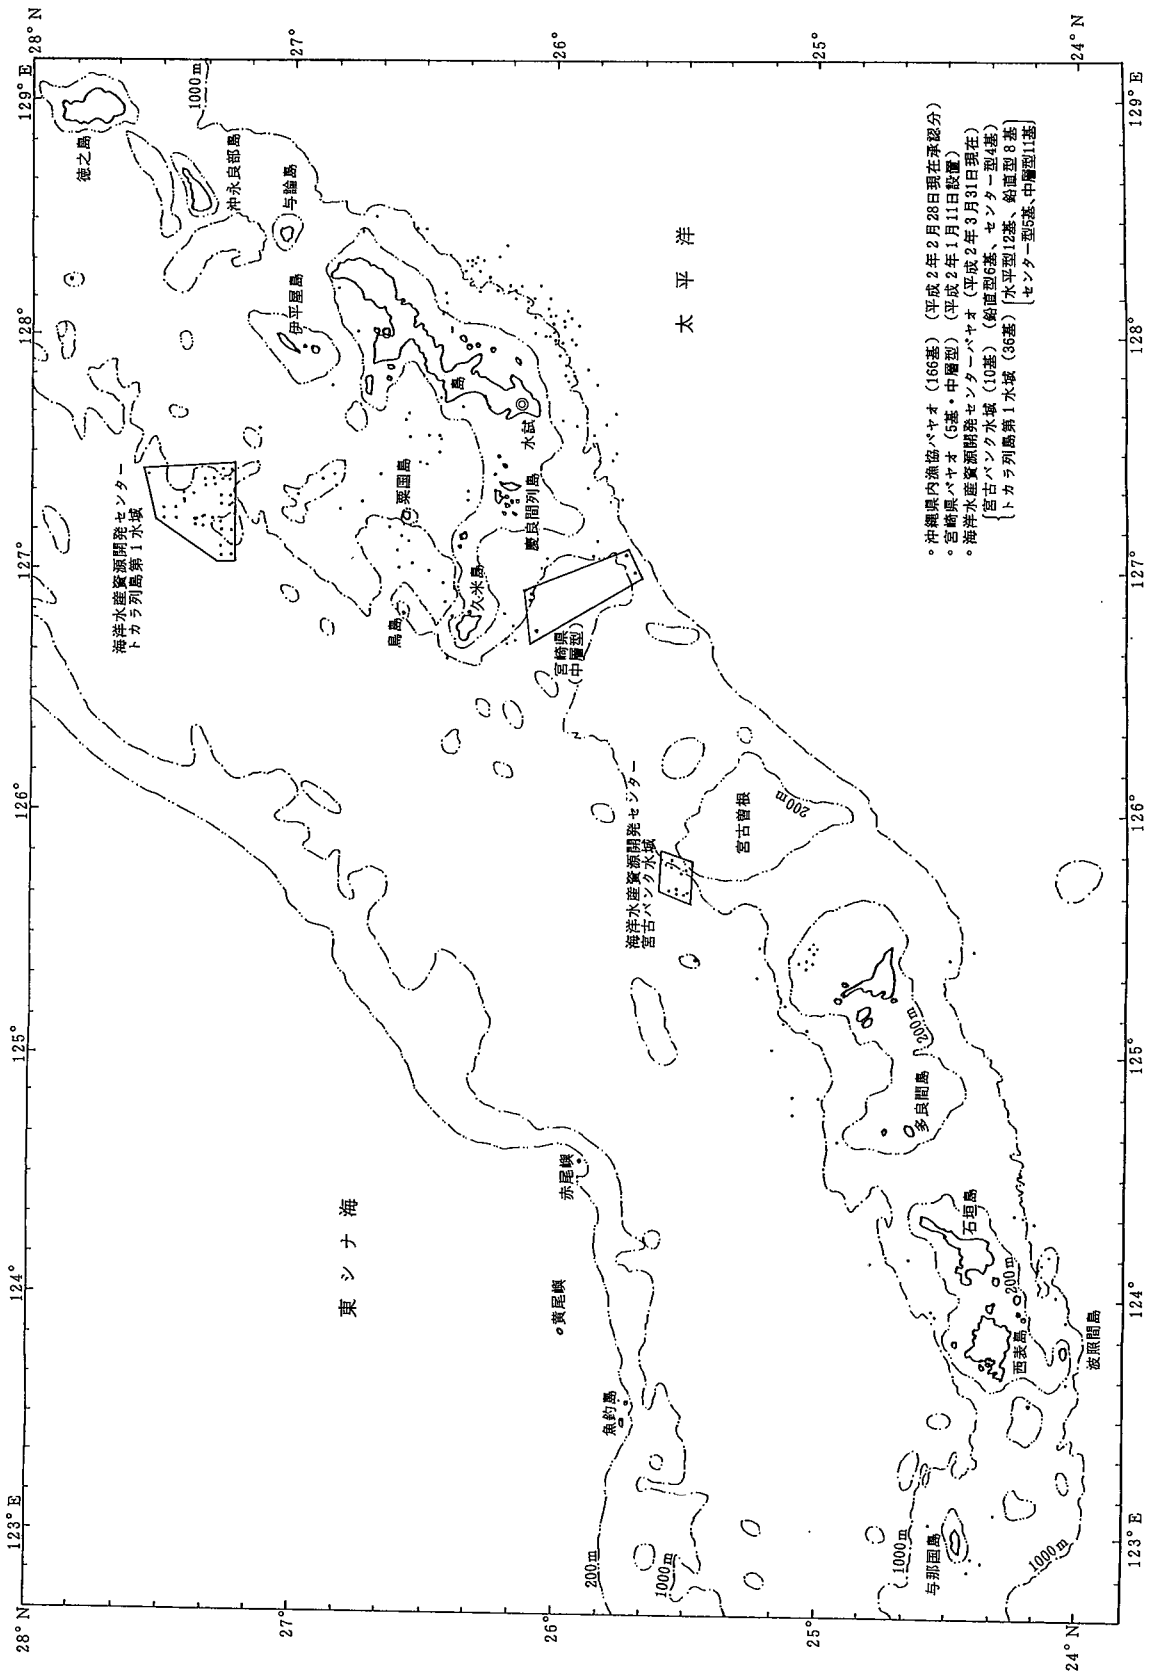 28°N
27°
26°
25°
24°N
129°E
128°
127°
126°
125°
124°
123°E
徳之島
沖永良部島
与論島
1000m
伊平屋島
島
水試
粟国島
慶良間列島
鳥島
久米島
海洋水産資源開発センター
トカラ列島第1水域
宮崎県
(中層型)
太平洋
海洋水産資源開発センター
宮古バンク水域
宮古曽根
200m
200m
多良間島
東シナ海
赤尾嶼
黄尾嶼
魚釣島
石垣島
200m
西表島
波照間島
与那国島
200m
1000m
1000m
1000m
28°N
27°
26°
25°
24°N
129°E
128°
127°
126°
125°
124°
123°E
。沖縄県内漁協パヤオ(166基)(平成2年2月28日現在承認分)
。宮崎県パヤオ(5基・中層型)(平成2年1月11日設置)
。海洋水産資源開発センターパヤオ(平成2年3月31日現在)
宮古バンク水域(10基)(鉛直型6基、センター型4基)
トカラ列島第1水域(36基)(水平型12基、鉛直型8基
センター型5基、中層型11基)